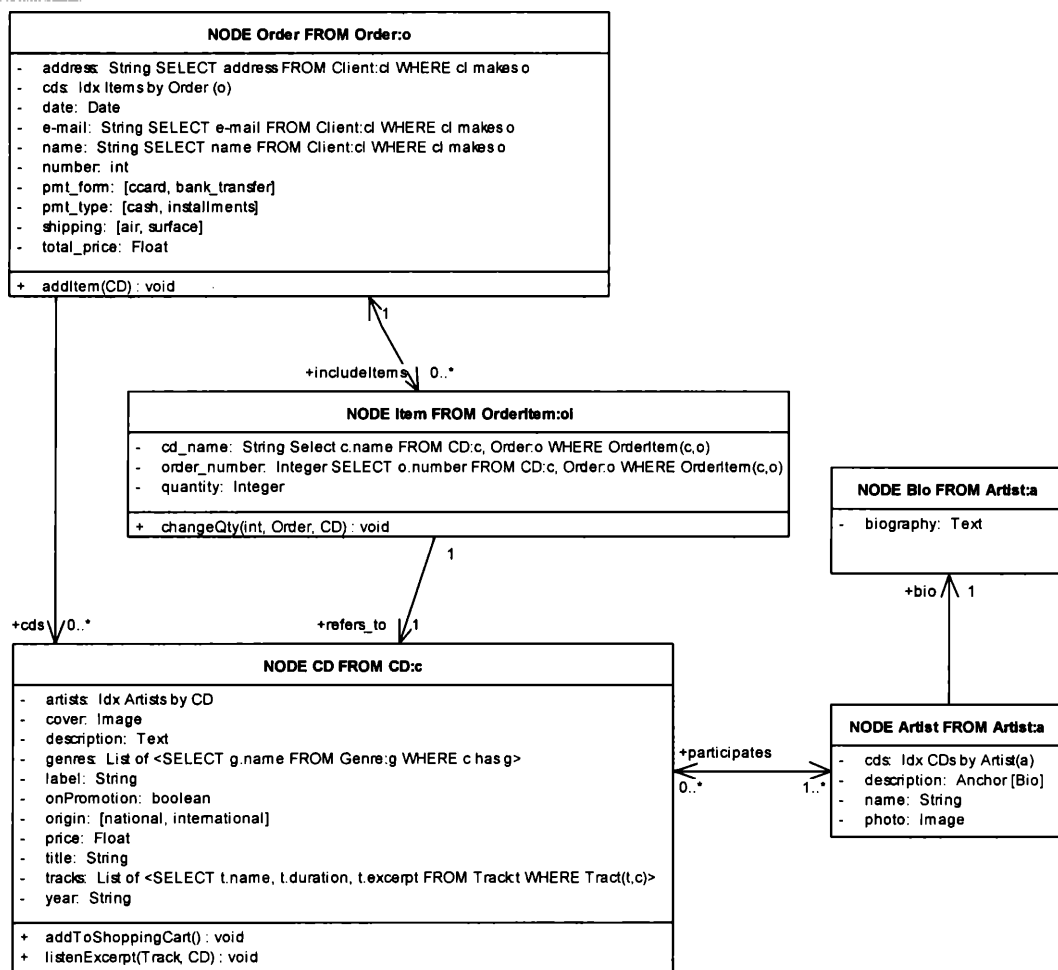 NODE Order FROM Order:o
- address: String SELECT address FROM Client:cl WHERE cl makes o
- cds: Idx Items by Order (o)
- date: Date
- e-mail: String SELECT e-mail FROM Client:cl WHERE cl makes o
- name: String SELECT name FROM Client:cl WHERE cl makes o
- number: int
- pmt_form: [ccard, bank_transfer]
- pmt_type: [cash, installments]
- shipping: [air, surface]
- total_price: Float
+ addItem(CD) : void
1
+includeItems 0..*
NODE Item FROM OrderItem:oi
- cd_name: String Select c.name FROM CD:c, Order:o WHERE OrderItem(c,o)
- order_number: Integer SELECT o.number FROM CD:c, Order:o WHERE OrderItem(c,o)
- quantity: Integer
+ changeQty(int, Order, CD) : void
1
NODE Bio FROM Artist:a
- biography: Text
+bio 1
+cds 0..*
+refers_to 1
NODE CD FROM CD:c
- artists: Idx Artists by CD
- cover: Image
- description: Text
- genres: List of <SELECT g.name FROM Genre:g WHERE c has g>
- label: String
- onPromotion: boolean
- origin: [national, international]
- price: Float
- title: String
- tracks: List of <SELECT t.name, t.duration, t.excerpt FROM Track:t WHERE Tract(t,c)>
- year: String
+ addToShoppingCart() : void
+ listenExcerpt(Track, CD) : void
+participates
0..* 1..*
NODE Artist FROM Artist:a
- cds: Idx CDs by Artist(a)
- description: Anchor [Bio]
- name: String
- photo: Image